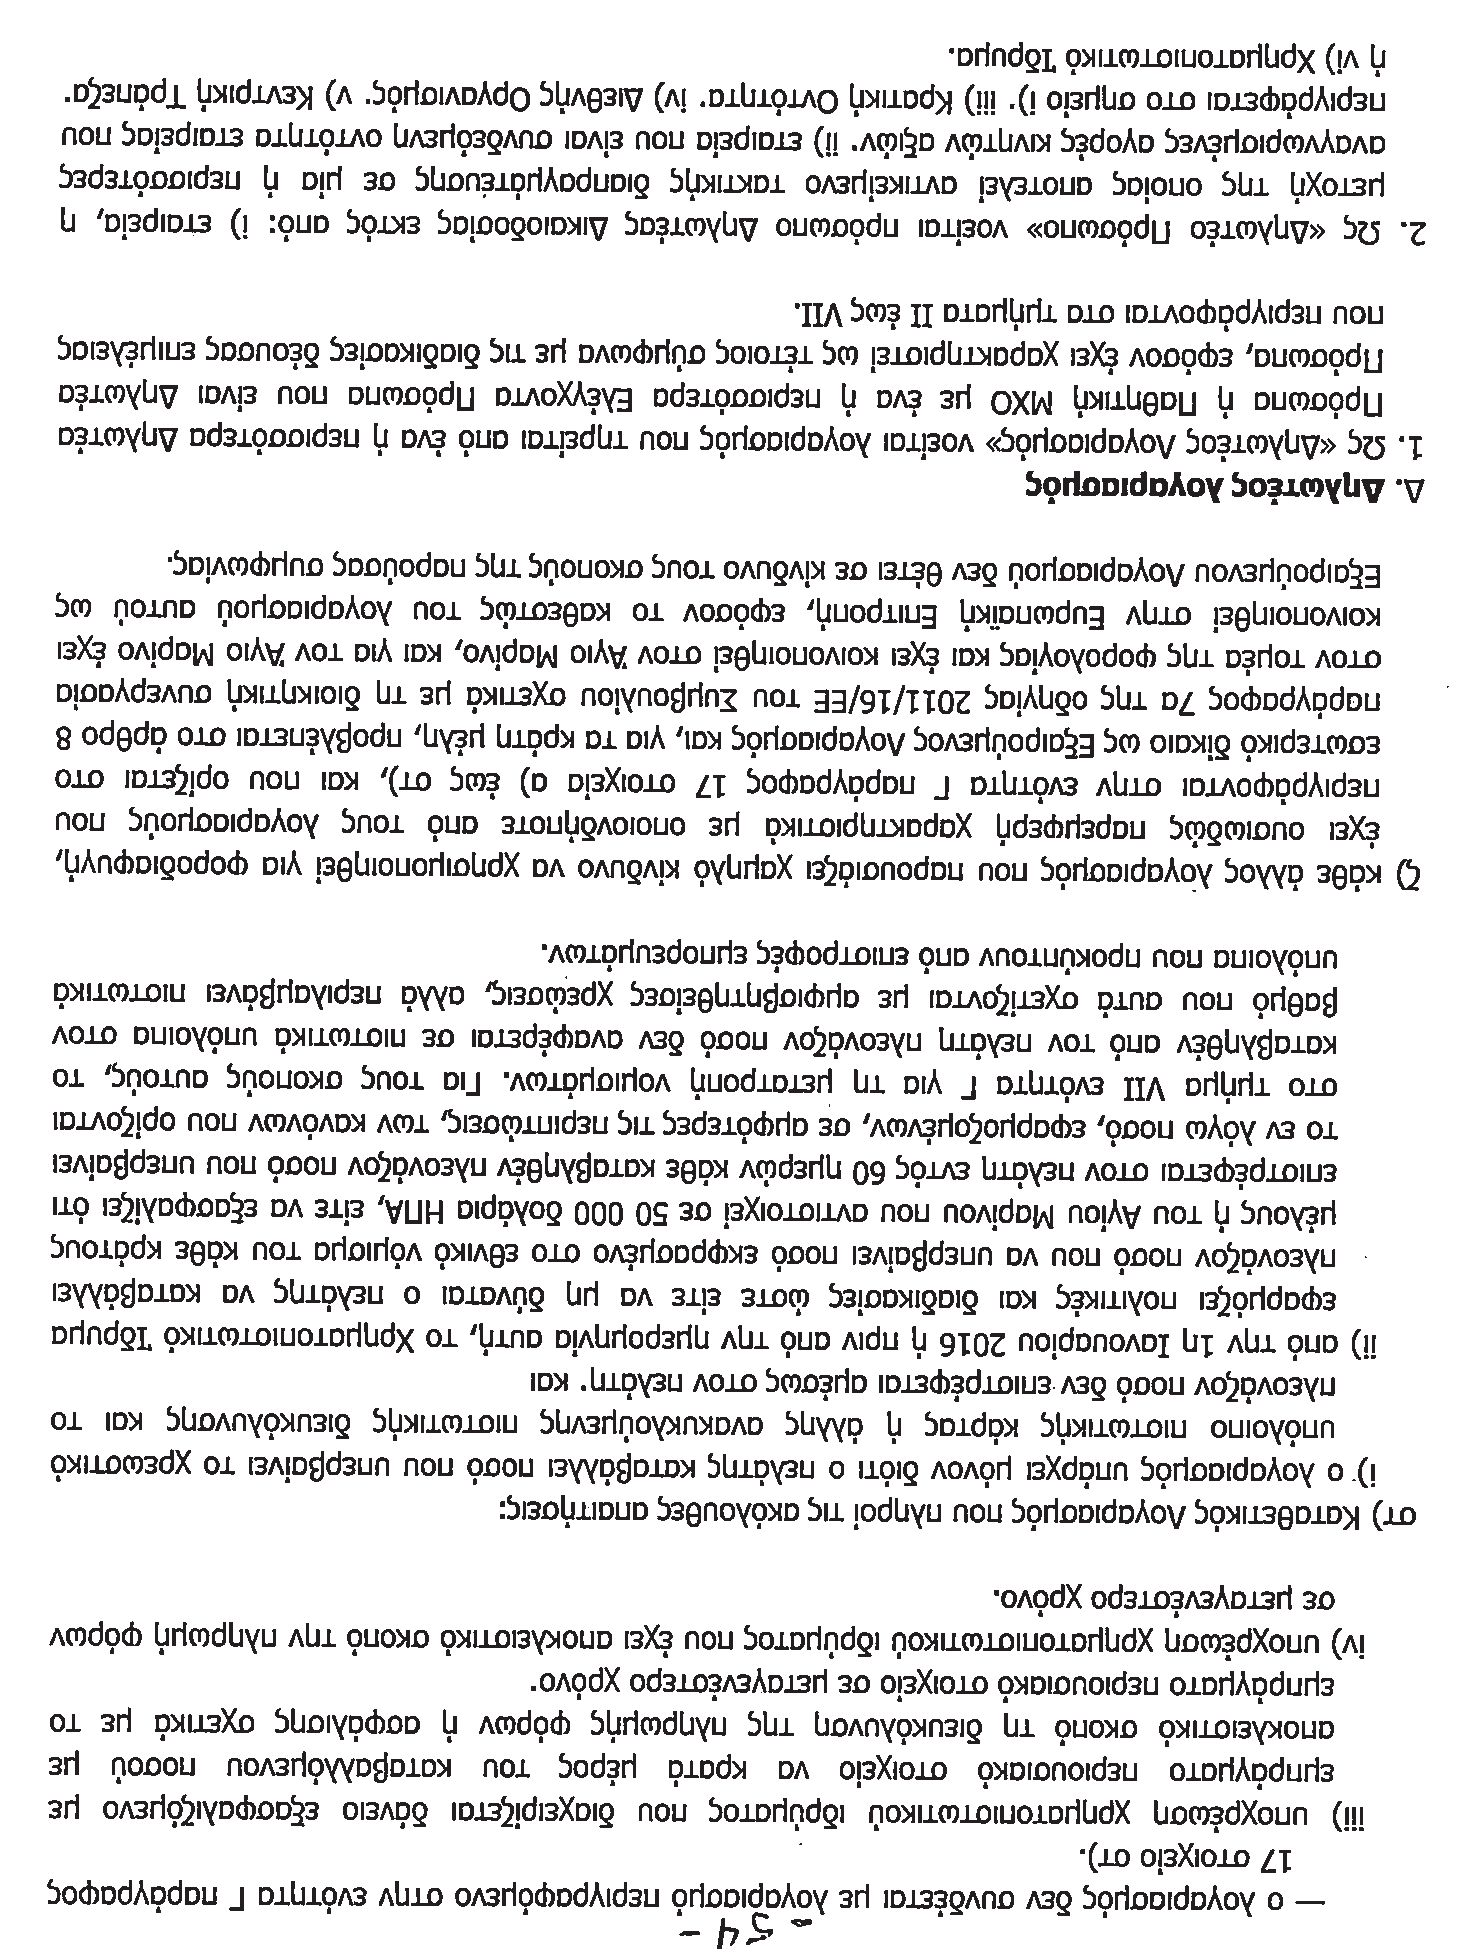 - 54 -
— ο λογαριασμός δεν συνδέεται με λογαριασμό περιγραφόμενο στην ενότητα Γ παράγραφος
17 στοιχείο στ).
iii) υποχρέωση Χρηματοπιστωτικού ιδρύματος που διαχειρίζεται δάνειο εξασφαλιζόμενο με
εμπράγματο περιουσιακό στοιχείο να κρατά μέρος του καταβαλλόμενου ποσού με
αποκλειστικό σκοπό τη διευκόλυνση της πληρωμής φόρων ή ασφάλισης σχετικά με το
εμπράγματο περιουσιακό στοιχείο σε μεταγενέστερο χρόνο.
iv) υποχρέωση Χρηματοπιστωτικού ιδρύματος που έχει αποκλειστικό σκοπό την πληρωμή φόρων
σε μεταγενέστερο χρόνο.
στ) Καταθετικός Λογαριασμός που πληροί τις ακόλουθες απαιτήσεις:
i) ο λογαριασμός υπάρχει μόνον διότι ο πελάτης καταβάλλει ποσό που υπερβαίνει το χρεωστικό
υπόλοιπο πιστωτικής κάρτας ή άλλης ανακυκλούμενης πιστωτικής διευκόλυνσης και το
πλεονάζον ποσό δεν επιστρέφεται αμέσως στον πελάτη. και
ii) από την 1η Ιανουαρίου 2016 ή πριν από την ημερομηνία αυτή, το Χρηματοπιστωτικό Ίδρυμα
εφαρμόζει πολιτικές και διαδικασίες ώστε είτε να μη δύναται ο πελάτης να καταβάλλει
πλεονάζον ποσό που να υπερβαίνει ποσό εκφρασμένο στο εθνικό νόμισμα του κάθε κράτους
μέλους ή του Αγίου Μαρίνου που αντιστοιχεί σε 50 000 δολάρια ΗΠΑ, είτε να εξασφαλίζει ότι
επιστρέφεται στον πελάτη εντός 60 ημερών κάθε καταβληθέν πλεονάζον ποσό που υπερβαίνει
το εν λόγω ποσό, εφαρμοζομένων, σε αμφότερες τις περιπτώσεις, των κανόνων που ορίζονται
στο τμήμα VII ενότητα Γ για τη μετατροπή νομισμάτων. Για τους σκοπούς αυτούς, το
καταβληθέν από τον πελάτη πλεονάζον ποσό δεν αναφέρεται σε πιστωτικά υπόλοιπα στον
βαθμό που αυτά σχετίζονται με αμφισβητηθείσες χρεώσεις, αλλά περιλαμβάνει πιστωτικά
υπόλοιπα που προκύπτουν από επιστροφές εμπορευμάτων.
ζ) κάθε άλλος λογαριασμός που παρουσιάζει χαμηλό κίνδυνο να χρησιμοποιηθεί για φοροδιαφυγή,
έχει ουσιωδώς παρεμφερή χαρακτηριστικά με οποιονδήποτε από τους λογαριασμούς που
περιγράφονται στην ενότητα Γ παράγραφος 17 στοιχεία α) έως στ), και που ορίζεται στο
εσωτερικό δίκαιο ως Εξαιρούμενος Λογαριασμός και, για τα κράτη μέλη, προβλέπεται στο άρθρο 8
παράγραφος 7α της οδηγίας 2011/16/ΕΕ του Συμβουλίου σχετικά με τη διοικητική συνεργασία
στον τομέα της φορολογίας και έχει κοινοποιηθεί στον Άγιο Μαρίνο, και για τον Άγιο Μαρίνο έχει
κοινοποιηθεί στην Ευρωπαϊκή Επιτροπή, εφόσον το καθεστώς του λογαριασμού αυτού ως
Εξαιρούμενου Λογαριασμού δεν θέτει σε κίνδυνο τους σκοπούς της παρούσας συμφωνίας.
Δ. Δηλωτέος λογαριασμός
1. Ως «Δηλωτέος Λογαριασμός» νοείται λογαριασμός που τηρείται από ένα ή περισσότερα Δηλωτέα
Πρόσωπα ή Παθητική ΜΧΟ με ένα ή περισσότερα Ελέγχοντα Πρόσωπα που είναι Δηλωτέα
Πρόσωπα, εφόσον έχει χαρακτηριστεί ως τέτοιος σύμφωνα με τις διαδικασίες δέουσας επιμέλειας
που περιγράφονται στα τμήματα II έως VII.
2. Ως «Δηλωτέο Πρόσωπο» νοείται πρόσωπο Δηλωτέας Δικαιοδοσίας εκτός από: i) εταιρεία, η
μετοχή της οποίας αποτελεί αντικείμενο τακτικής διαπραγμάτευσης σε μία ή περισσότερες
αναγνωρισμένες αγορές κινητών αξιών. ii) εταιρεία που είναι συνδεόμενη οντότητα εταιρείας που
περιγράφεται στο σημείο i). iii) Κρατική Οντότητα. iv) Διεθνής Οργανισμός. v) Κεντρική Τράπεζα.
ή vi) Χρηματοπιστωτικό Ίδρυμα.